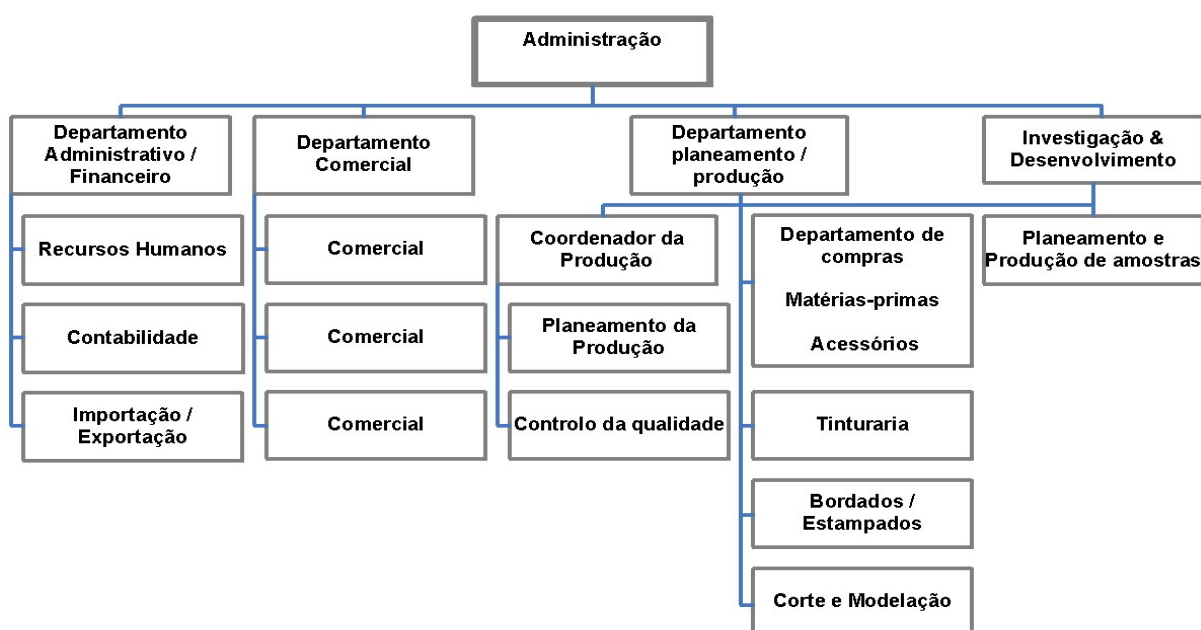 Administração
Departamento
Administrativo /
Financeiro
Departamento
Comercial
Departamento
planeamento /
produção
Investigação &
Desenvolvimento
Recursos Humanos
Comercial
Coordenador da
Produção
Departamento de
compras
Matérias-primas
Acessórios
Planeamento e
Produção de amostras
Contabilidade
Comercial
Planeamento da
Produção
Importação /
Exportação
Comercial
Controlo da qualidade
Tinturaria
Bordados /
Estampados
Corte e Modelação